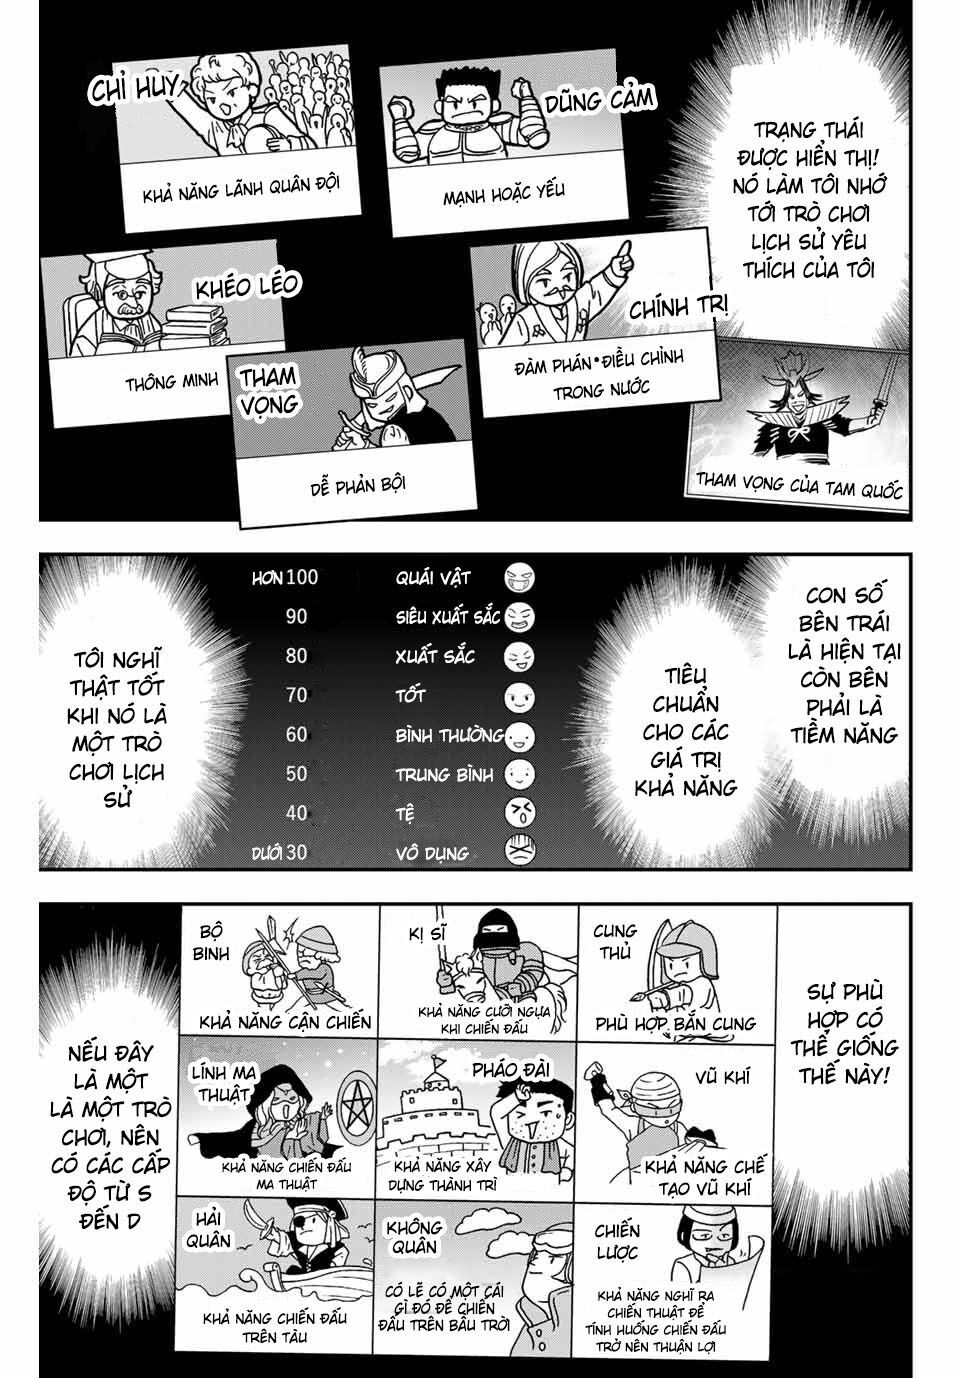 TRẠNG THÁI
ĐƯỢC HIỂN THỊ!
NÓ LÀM TÔI NHỚ
TỚI TRÒ CHƠI
LỊCH SỬ YÊU
THÍCH CỦA TÔI
DŨNG CẢM
MẠNH HOẶC YẾU
CHỈ HUY
KHẢ NĂNG LÃNH QUÂN ĐỘI
CHÍNH TRỊ
ĐÀM PHÁN•ĐIỀU CHỈNH
TRONG NƯỚC
KHÉO LÉO
THÔNG MINH
THAM
VỌNG
DỄ PHẢN BỘI
THAM VỌNG CỦA TAM QUỐC
CON SỐ
BÊN TRÁI
LÀ HIỆN TẠI
CÒN BÊN
PHẢI LÀ
TIỀM NĂNG
TIÊU
CHUẨN
CHO CÁC
GIÁ TRỊ
KHẢ NĂNG
HƠN 100 QUÁI VẬT
90 SIÊU XUẤT SẮC
80 XUẤT SẮC
70 TỐT
60 BÌNH THƯỜNG
50 TRUNG BÌNH
40 TỆ
DƯỚI 30 VÔ DỤNG
TÔI NGHĨ
THẬT TỐT
KHI NÓ LÀ
MỘT TRÒ
CHƠI LỊCH
SỬ
SỰ PHÙ
HỢP CÓ
THỂ GIỐNG
THẾ NÀY!
BỘ
BINH
KHẢ NĂNG CẬN CHIẾN
KỊ SĨ
KHẢ NĂNG CƯỠI NGỰA
KHI CHIẾN ĐẤU
CUNG
THỦ
PHÙ HỢP BẮN CUNG
LÍNH MA
THUẬT
KHẢ NĂNG CHIẾN ĐẤU
MA THUẬT
PHÁO ĐÀI
KHẢ NĂNG XÂY
DỰNG THÀNH TRÌ
VŨ KHÍ
KHẢ NĂNG CHẾ
TẠO VŨ KHÍ
HẢI
QUÂN
KHẢ NĂNG CHIẾN ĐẤU
TRÊN TÀU
KHÔNG
QUÂN
CÓ LẼ CÓ MỘT CÁI
GÌ ĐÓ ĐỂ CHIẾN
ĐẤU TRÊN BẦU TRỜI
CHIẾN
LƯỢC
KHẢ NĂNG NGHĨ RA
CHIẾN THUẬT ĐỂ
TÌNH HUỐNG CHIẾN ĐẤU
TRỞ NÊN THUẬN LỢI
NẾU ĐÂY
LÀ MỘT
LÀ MỘT TRÒ
CHƠI, NÊN
CÓ CÁC CẤP
ĐỘ TỪ S
ĐẾN D